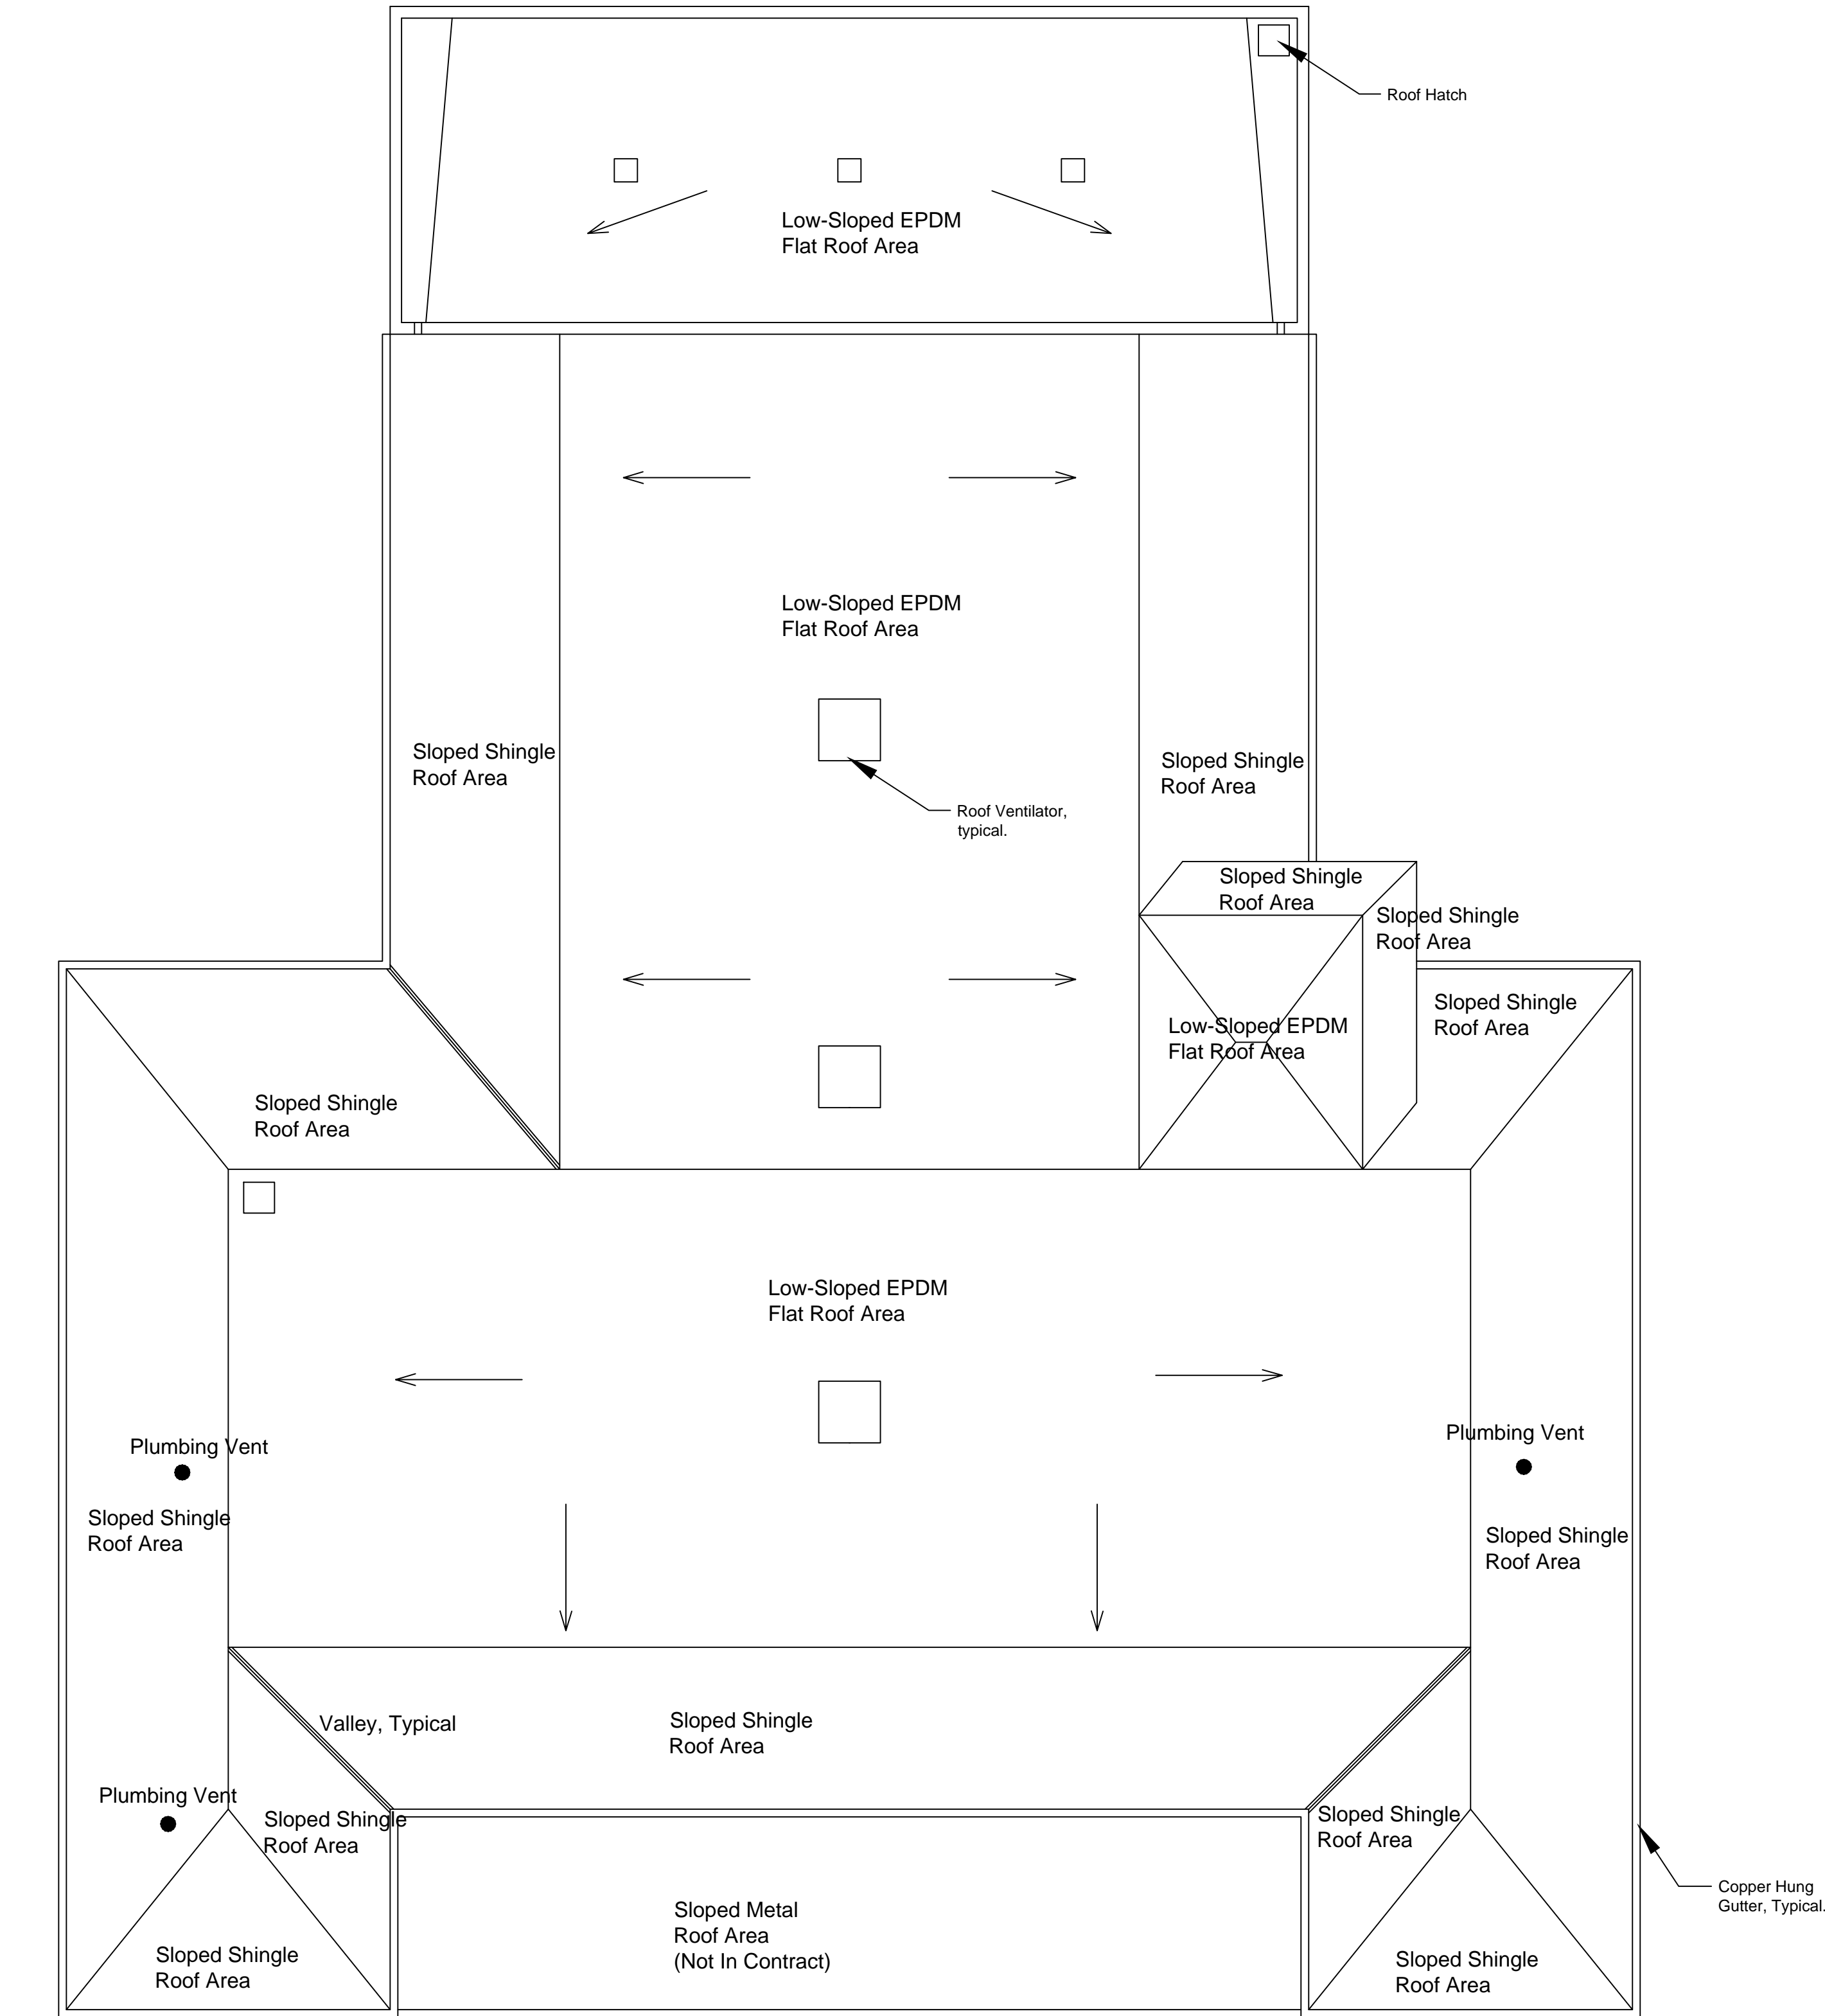 Roof Hatch
Low-Sloped EPDM
Flat Roof Area
Low-Sloped EPDM
Flat Roof Area
Sloped Shingle
Roof Area
Sloped Shingle
Roof Area
Roof Ventilator,
typical.
Sloped Shingle
Roof Area
Sloped Shingle
Roof Area
Sloped Shingle
Roof Area
Low-Sloped EPDM
Flat Roof Area
Sloped Shingle
Roof Area
Low-Sloped EPDM
Flat Roof Area
Plumbing Vent
Plumbing Vent
Sloped Shingle
Roof Area
Sloped Shingle
Roof Area
Valley, Typical
Sloped Shingle
Roof Area
Plumbing Vent
Sloped Shingle
Roof Area
Sloped Shingle
Roof Area
Copper Hung
Gutter, Typical.
Sloped Metal
Roof Area
(Not In Contract)
Sloped Shingle
Roof Area
Sloped Shingle
Roof Area